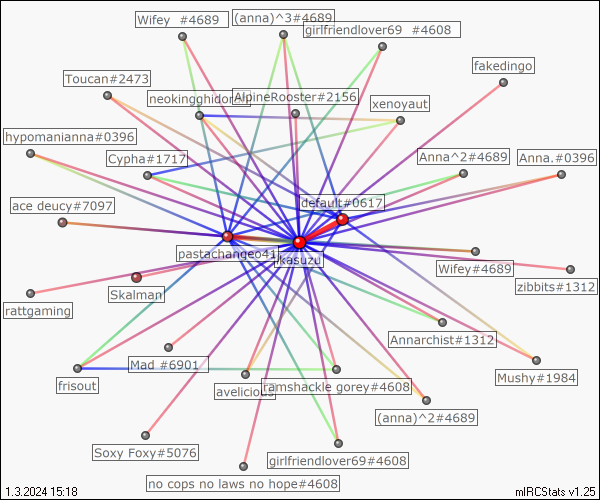 Wifey #4689
(anna)^3#4689
girlfriendlover69 #4608
fakedingo
Toucan#2473
neokingghidora
AlpineRooster#2156
xenoyaut
hypomanianna#0396
Cypha#1717
Anna^2#4689
Anna.#0396
ace deucy#7097
default#0617
pastachange041
kasuzu
Wifey#4689
zibbits#1312
Skalman
rattgaming
Annarchist#1312
Mad #6901
frisout
avelicious
ramshackle gorey#4608
Mushy#1984
(anna)^2#4689
Soxy Foxy#5076
girlfriendlover69#4608
no cops no laws no hope#4608
1.3.2024 15:18
mIRCStats v1.25